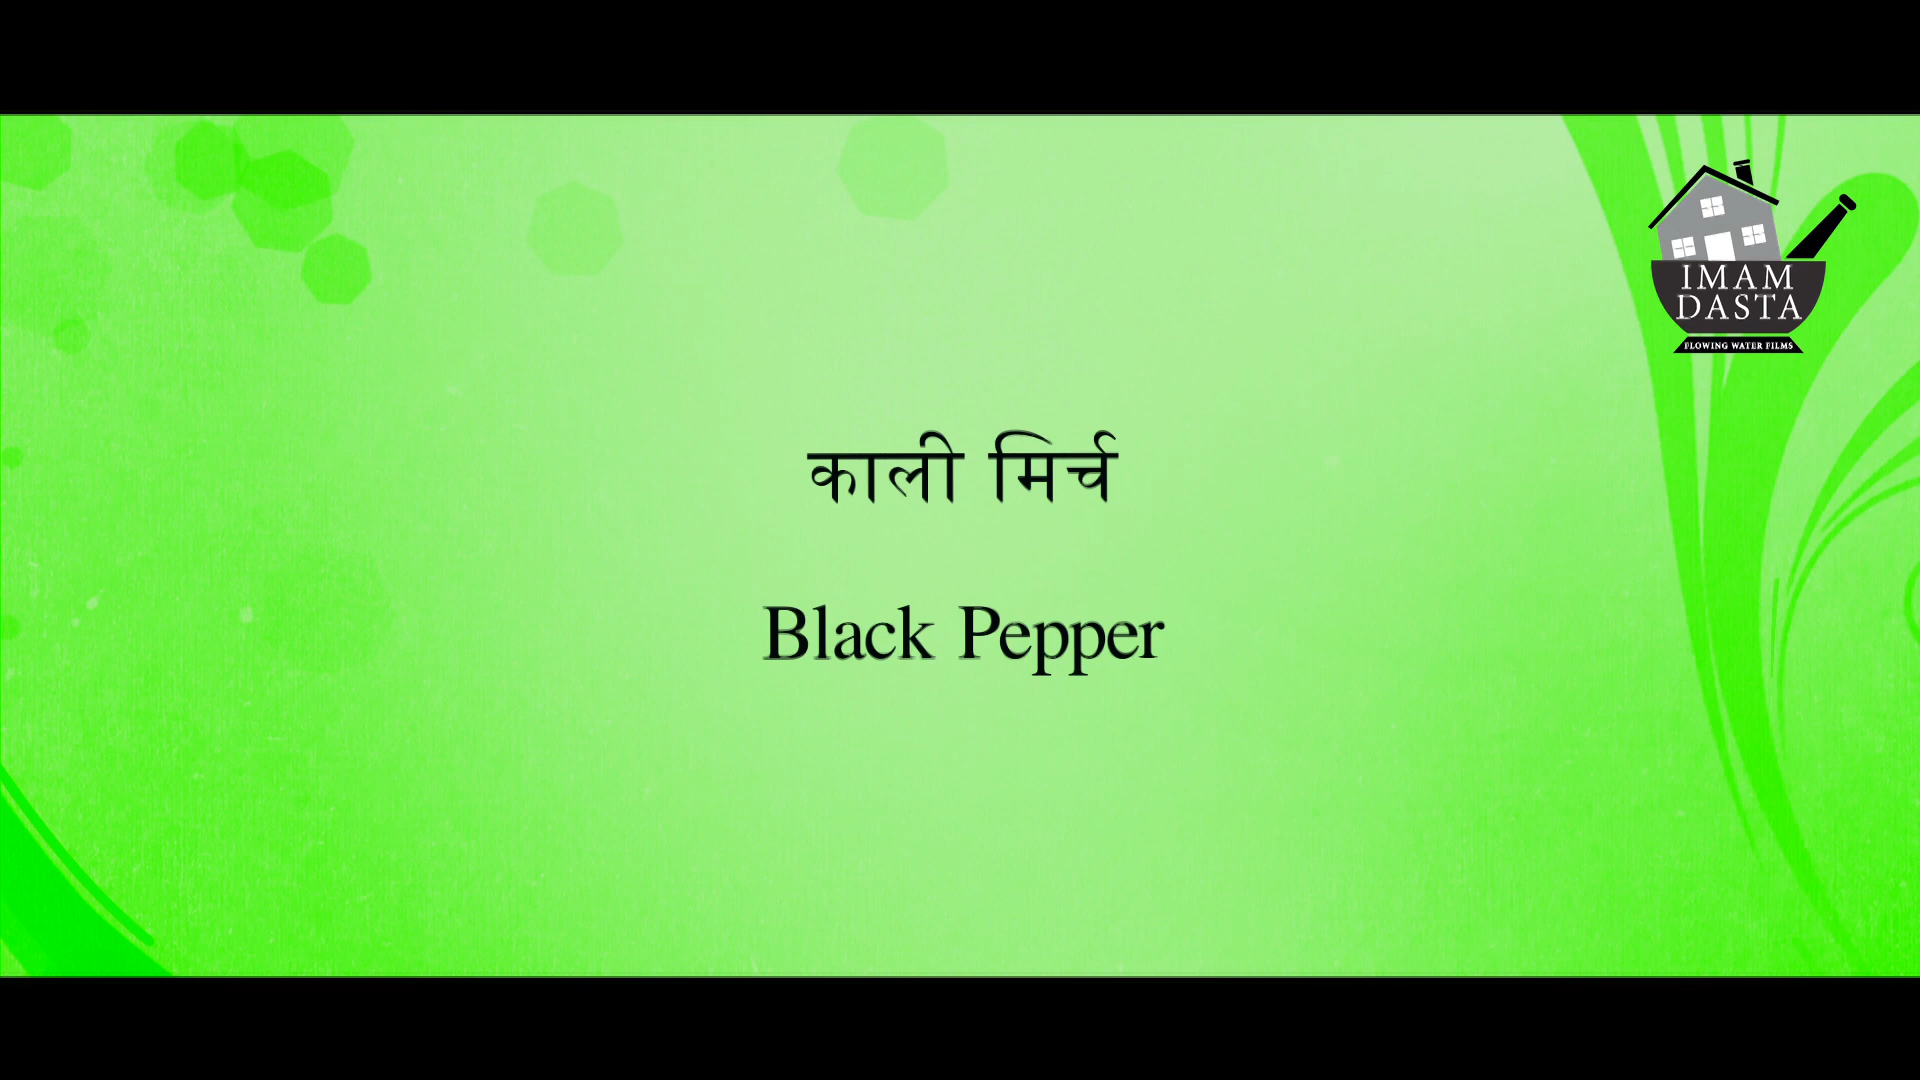 IMAM
DASTA
FLOWING WATER FILMS
काली मिर्च
Black Pepper